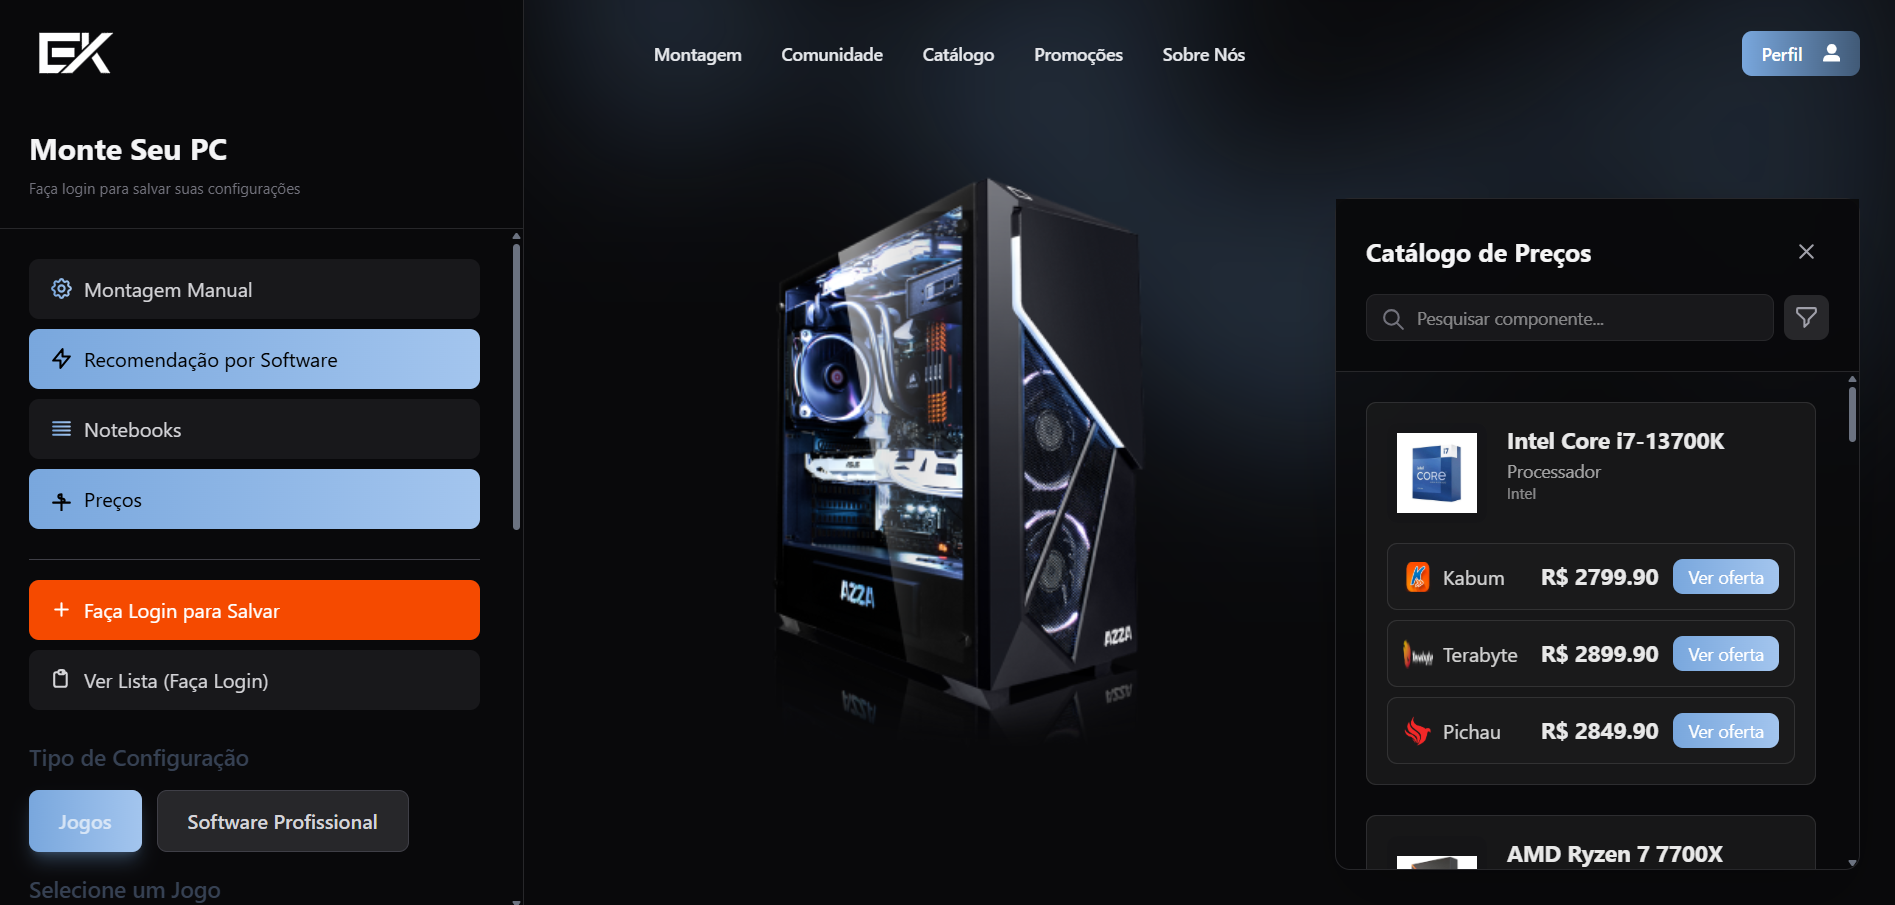 EK
Montagem
Comunidade
Catálogo
Promoções
Sobre Nós
Perfil
Monte Seu PC
Faça login para salvar suas configurações
Montagem Manual
Recomendação por Software
Notebooks
Preços
Faça Login para Salvar
Ver Lista (Faça Login)
Tipo de Configuração
Jogos
Software Profissional
Selecione um Jogo
AZZA
AZZA
Catálogo de Preços
Pesquisar componente...
i7
CORE
Intel Core i7-13700K
Processador
Intel
Kabum
R$ 2799.90
Ver oferta
Terabyte
R$ 2899.90
Ver oferta
Pichau
R$ 2849.90
Ver oferta
AMD Ryzen 7 7700X